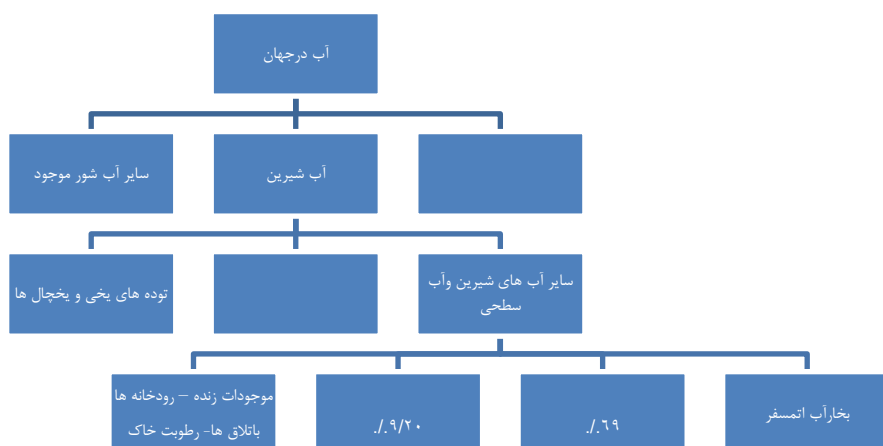 آب درجهان
آب شیرین
سایر آب شور موجود
سایر آب های شیرین وآب
سطحی
توده های یخی و یخچال ها
بخارآب اتمسفر
۶۹./.
۹/۲۰./.
موجودات زنده – رودخانه ها
باتلاق ها- رطوبت خاک